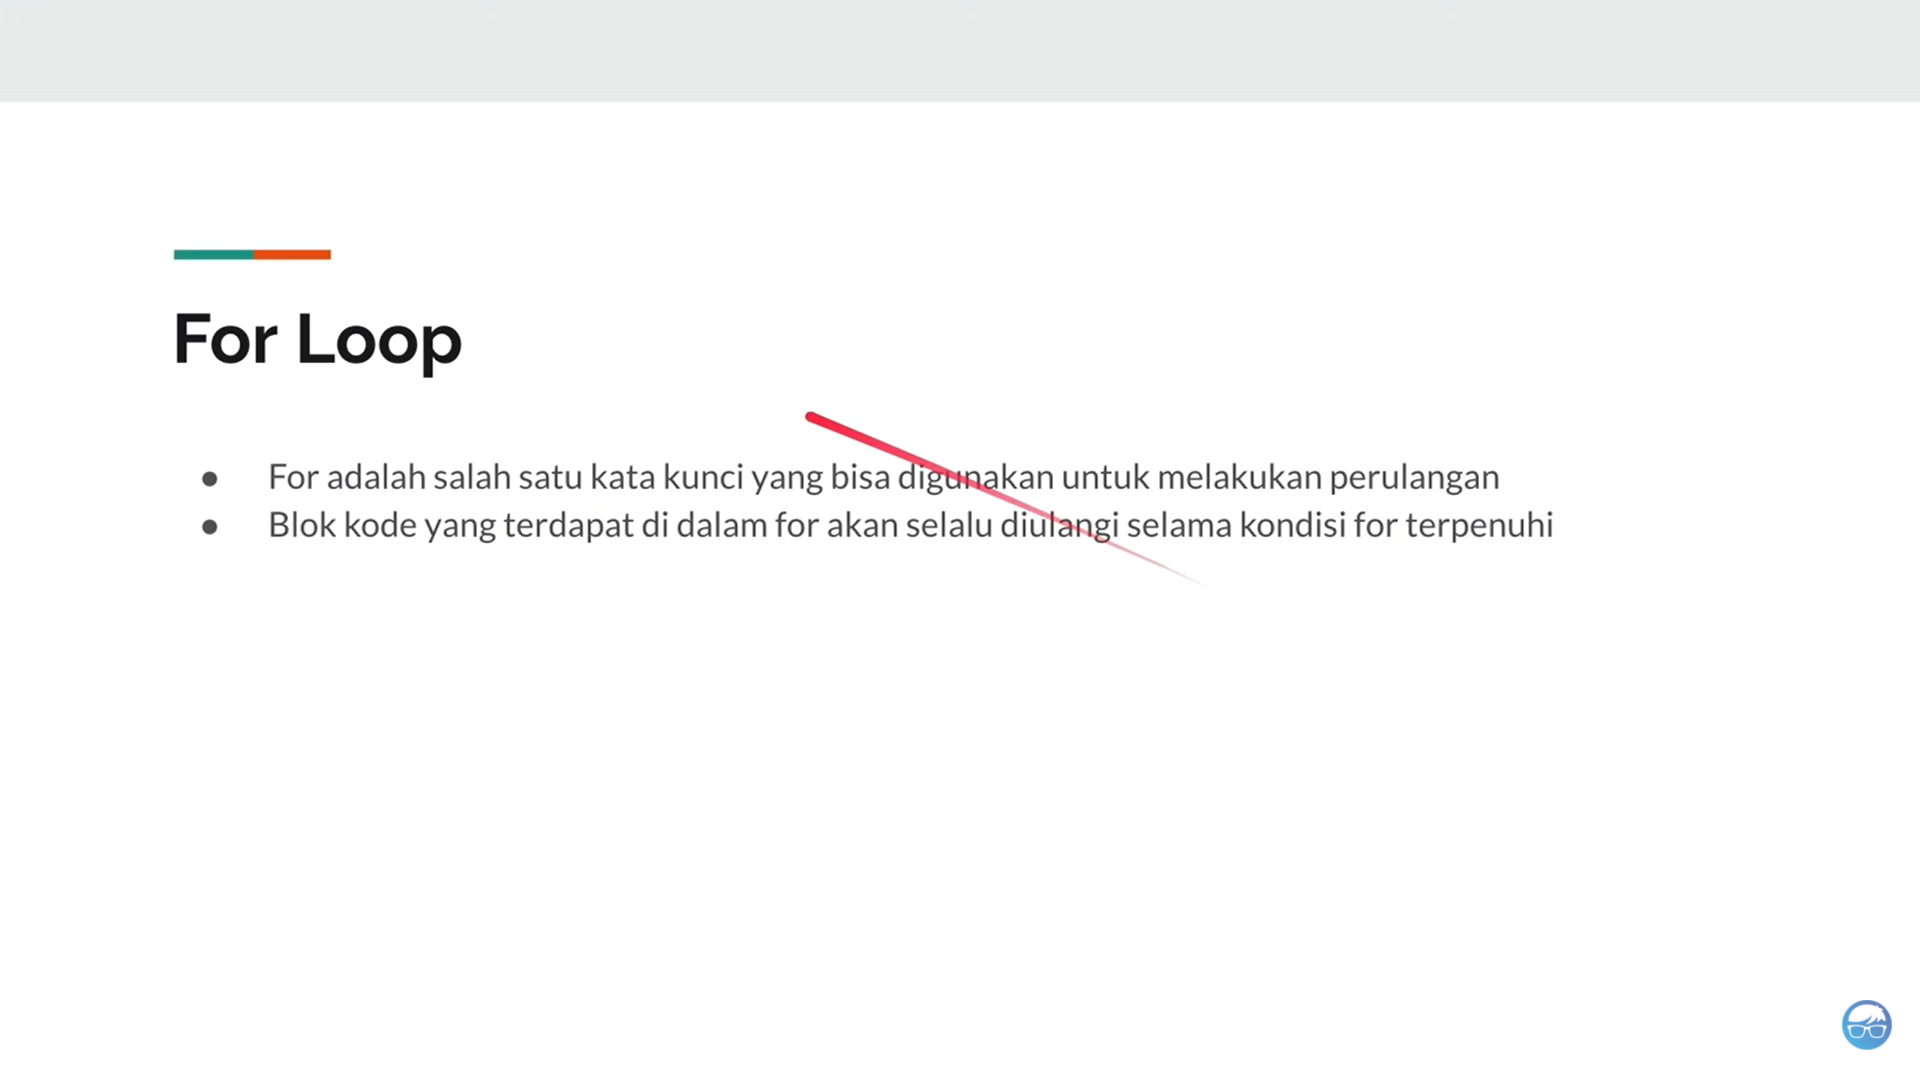 For Loop
● For adalah salah satu kata kunci yang bisa digunakan untuk melakukan perulangan
● Blok kode yang terdapat di dalam for akan selalu diulangi selama kondisi for terpenuhi